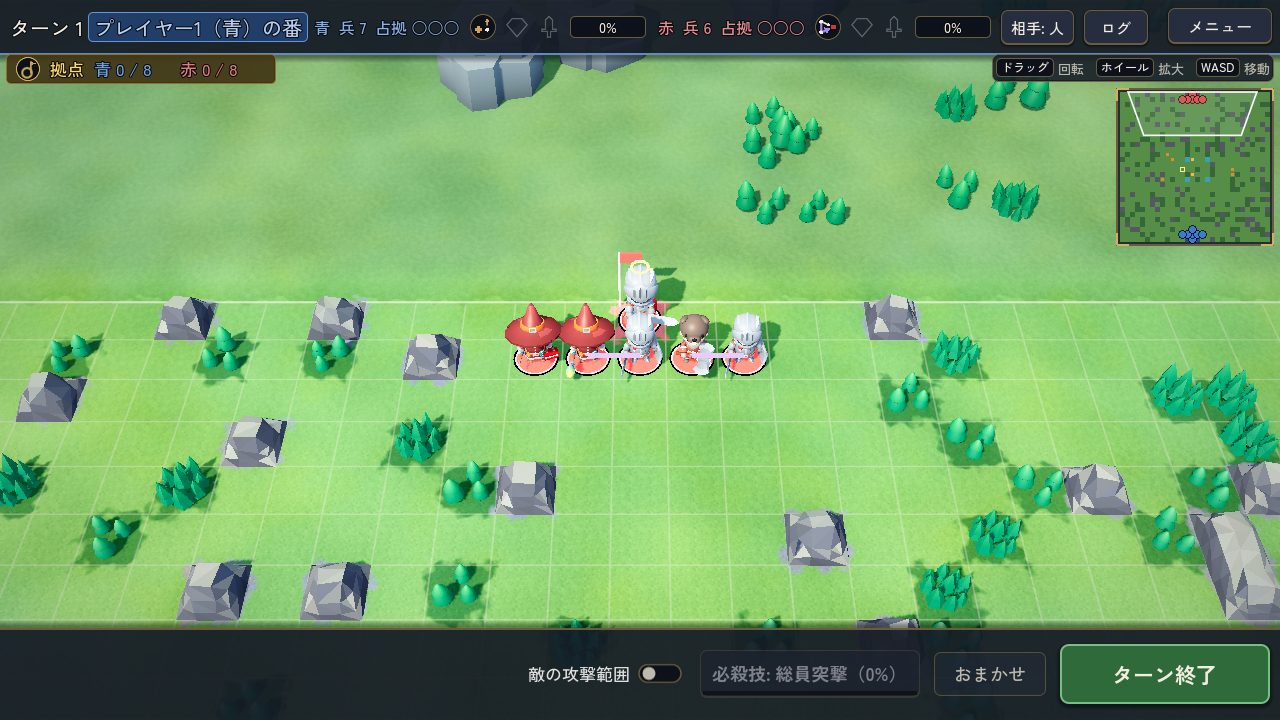 ターン 1 プレイヤー1（青）の番 青 兵 7 占拠 〇〇〇 0% 赤 兵 6 占拠 〇〇〇 0% 相手: 人 ログ メニュー
拠点 青 0 / 8 赤 0 / 8 ドラッグ 回転 ホイール 拡大 WASD 移動
敵の攻撃範囲 必殺技: 総員突撃（0%） おまかせ ターン終了